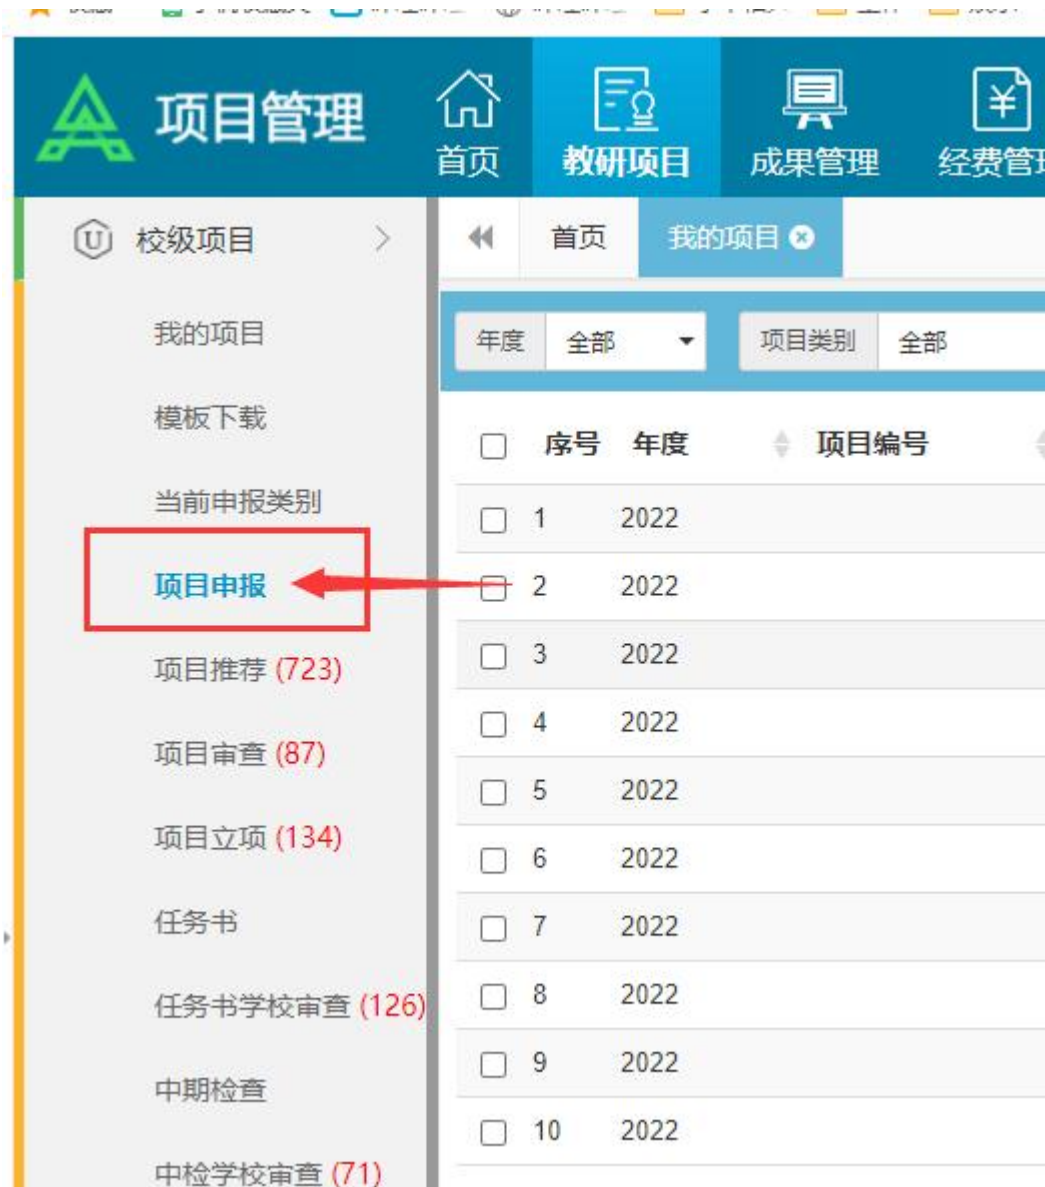 项目管理
首页
教研项目
成果管理
经费管理
校级项目
首页
我的项目
年度 全部
项目类别 全部
我的项目
模板下载
当前申报类别
项目申报
项目推荐 (723)
项目审查 (87)
项目立项 (134)
任务书
任务书学校审查 (126)
中期检查
中检学校审查 (71)
序号 年度 项目编号
1 2022
2 2022
3 2022
4 2022
5 2022
6 2022
7 2022
8 2022
9 2022
10 2022